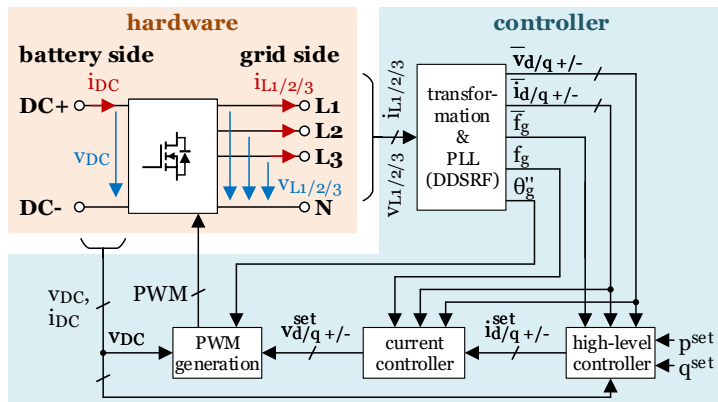 hardware
controller
battery side
grid side
iDC
iL1/2/3
DC+
L1
L2
L3
vDC
vL1/2/3
DC-
N
iL1/2/3
vL1/2/3
transfor-
mation
&
PLL
(DDSRF)
v̅d/q +/-
i̅d/q +/-
f̅g
fg
θg''
vDC,
iDC
PWM
vDC
PWM
generation
vd/q +/- set
current
controller
id/q +/- set
high-level
controller
pset
qset